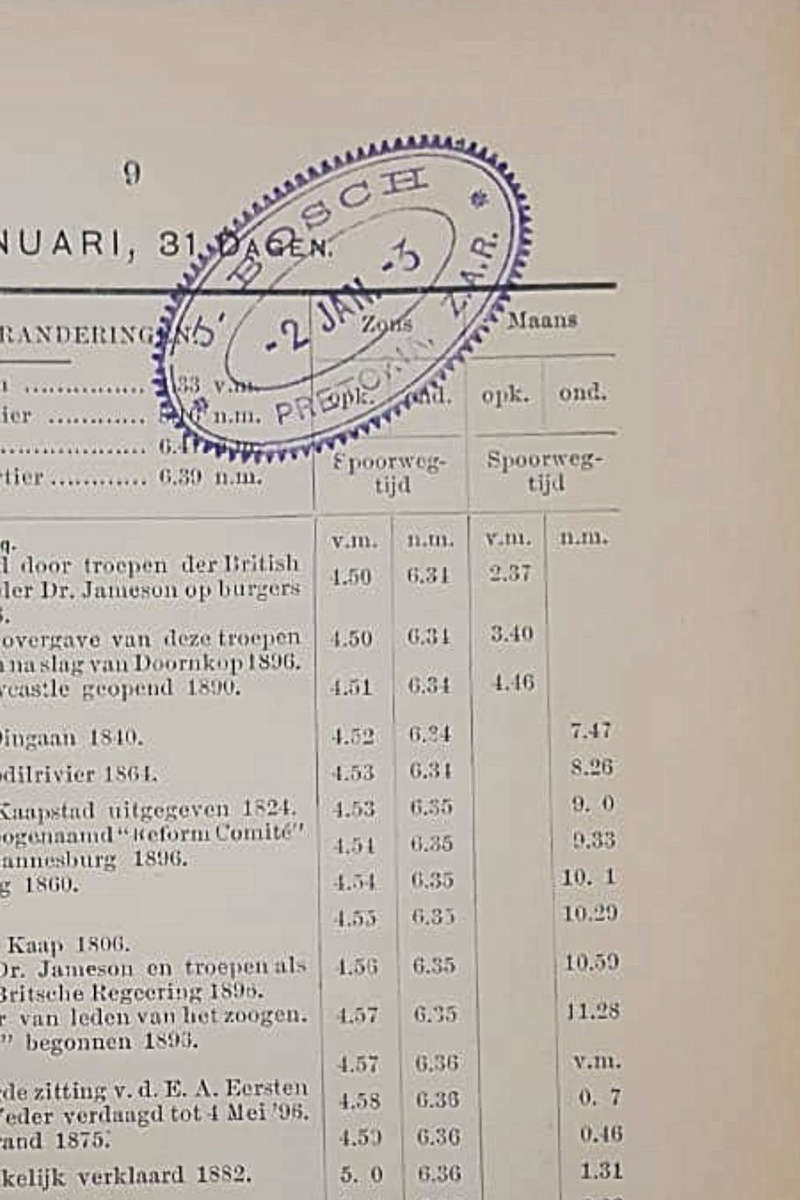 9
NUARI, 31 DAGEN.
J. BOSCH
-2 JAN. -3
PRETORIA, Z.A.R.
RANDERINGEN
Zons Maans
33 v.m.
ier ............ n.m.
opk. ond. opk. ond.
tier ............ 6.39 n.m.
Spoorweg- Spoorweg-
tijd tijd
v.m. n.m. v.m. n.m.
q.
d door troepen der British 4.50 6.34 2.37
der Dr. Jameson op burgers
overgave van deze troepen 4.50 6.34 3.40
na slag van Doornkop 1896.
wcastle geopend 1890. 4.51 6.34 4.46
Dingaan 1840. 4.52 6.34 7.47
odilrivier 1864. 4.53 6.34 8.26
Kaapstad uitgegeven 1824. 4.53 6.35 9. 0
oogenaamd "Reform Comité" 4.54 6.35 9.33
annesburg 1896.
g 1860. 4.54 6.35 10. 1
4.55 6.35 10.29
Kaap 1806.
Dr. Jameson en troepen als 4.56 6.35 10.59
Britsche Regeering 1896.
r van leden van het zoogen. 4.57 6.35 11.28
" begonnen 1896.
4.57 6.36 v.m.
de zitting v. d. E. A. Eersten 4.58 6.36 0. 7
Veder verdaagd tot 4 Mei '96.
rand 1875. 4.59 6.36 0.46
kelijk verklaard 1882. 5. 0 6.36 1.31